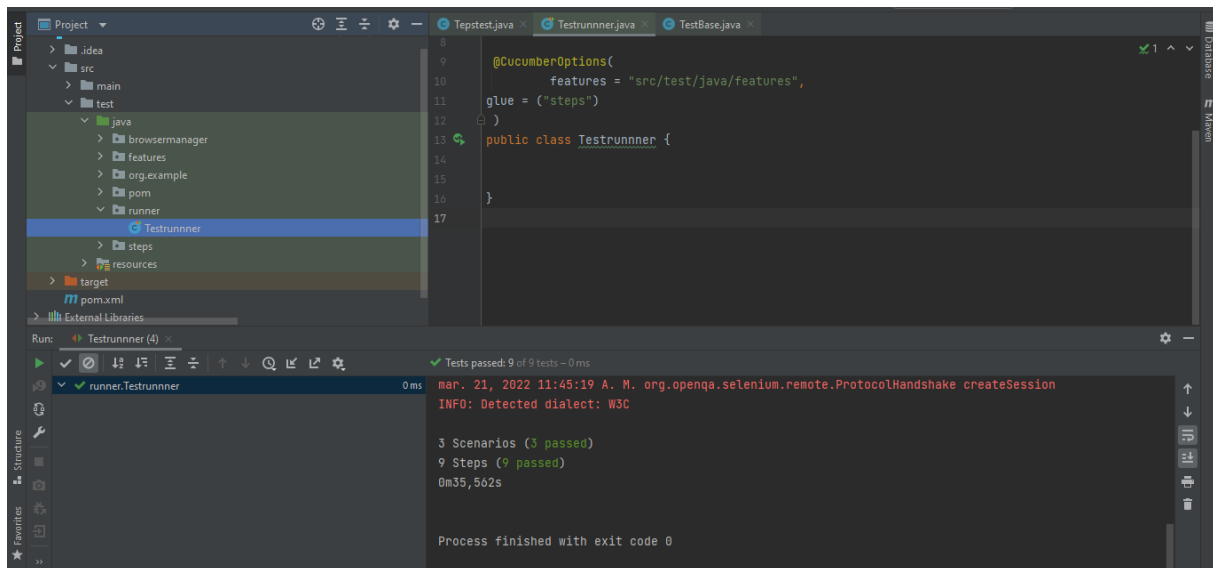 Project
Tepstest.java
Testrunnner.java
TestBase.java
.idea
src
main
test
java
browsermanager
features
org.example
pom
runner
Testrunnner
steps
resources
target
pom.xml
External Libraries
8
9 @CucumberOptions(
10 features = "src/test/java/features",
11 glue = ("steps")
12 )
13 public class Testrunnner {
14
15
16 }
17
1
Project
Structure
Favorites
Database
Maven
Run: Testrunnner (4)
Tests passed: 9 of 9 tests – 0 ms
runner.Testrunnner 0 ms
mar. 21, 2022 11:45:19 A. M. org.openqa.selenium.remote.ProtocolHandshake createSession
INFO: Detected dialect: W3C
3 Scenarios (3 passed)
9 Steps (9 passed)
0m35,562s
Process finished with exit code 0